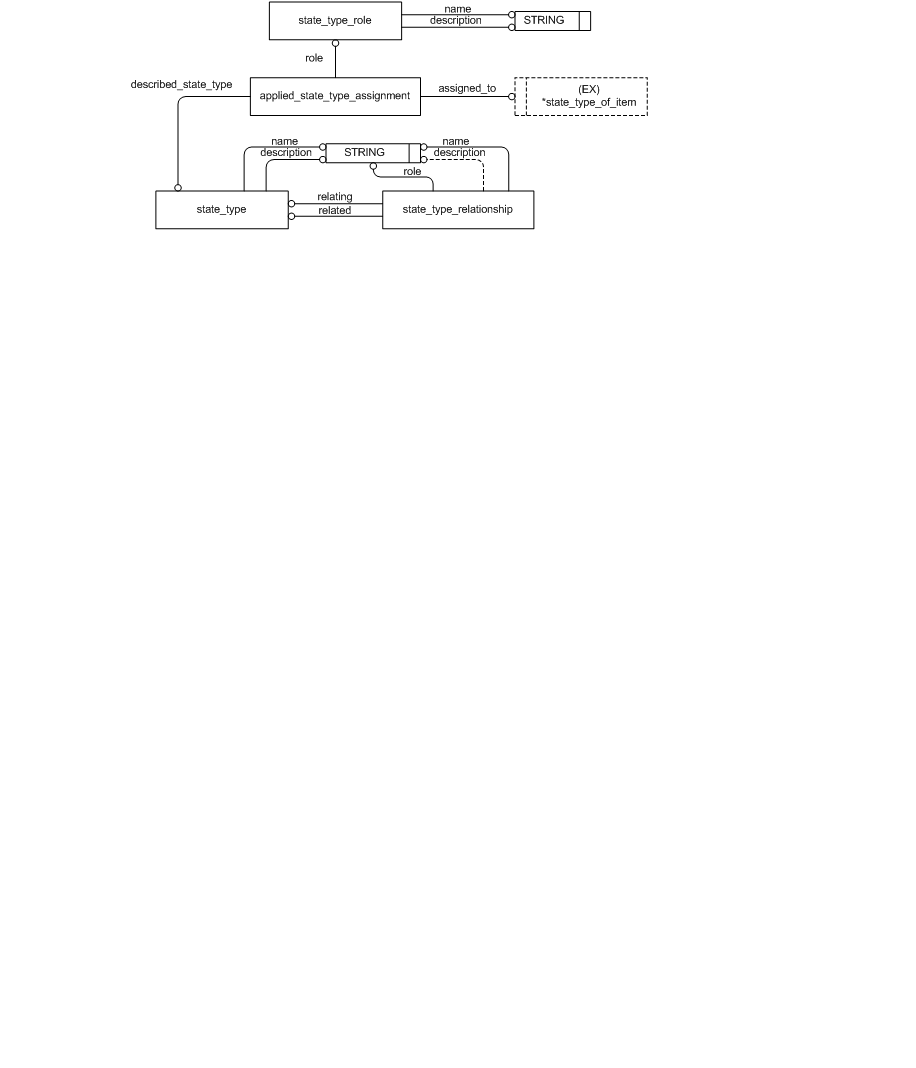 state_type_role
name
description
STRING
role
described_state_type
applied_state_type_assignment
assigned_to
(EX)
*state_type_of_item
name
description
STRING
name
description
role
state_type
relating
related
state_type_relationship